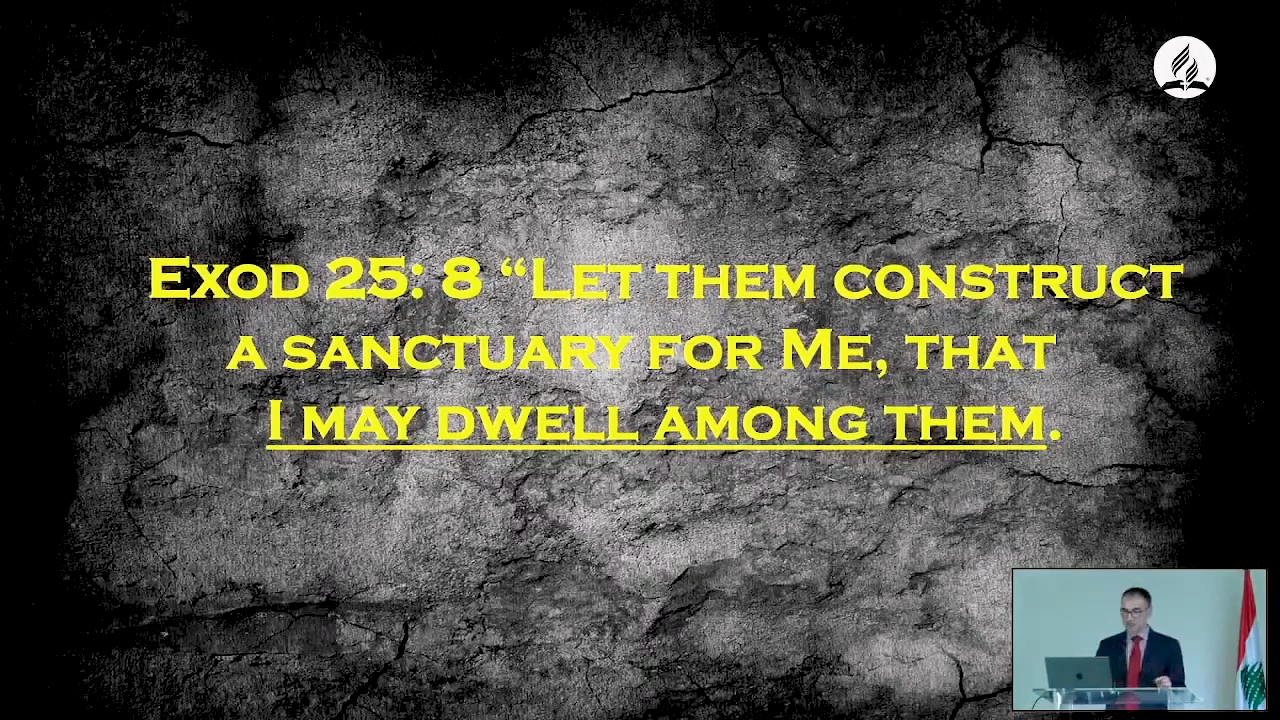 Exod 25: 8 “Let them construct
a sanctuary for Me, that
I may dwell among them.